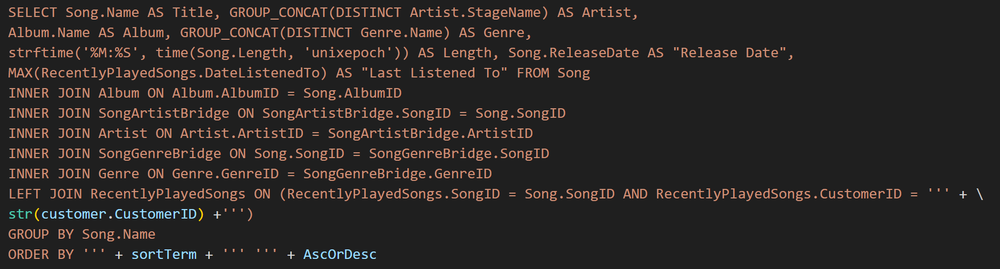 SELECT Song.Name AS Title, GROUP_CONCAT(DISTINCT Artist.StageName) AS Artist,
Album.Name AS Album, GROUP_CONCAT(DISTINCT Genre.Name) AS Genre,
strftime('%M:%S', time(Song.Length, 'unixepoch')) AS Length, Song.ReleaseDate AS "Release Date",
MAX(RecentlyPlayedSongs.DateListenedTo) AS "Last Listened To" FROM Song
INNER JOIN Album ON Album.AlbumID = Song.AlbumID
INNER JOIN SongArtistBridge ON SongArtistBridge.SongID = Song.SongID
INNER JOIN Artist ON Artist.ArtistID = SongArtistBridge.ArtistID
INNER JOIN SongGenreBridge ON Song.SongID = SongGenreBridge.SongID
INNER JOIN Genre ON Genre.GenreID = SongGenreBridge.GenreID
LEFT JOIN RecentlyPlayedSongs ON (RecentlyPlayedSongs.SongID = Song.SongID AND RecentlyPlayedSongs.CustomerID = ''' + \
str(customer.CustomerID) +''')
GROUP BY Song.Name
ORDER BY ''' + sortTerm + ''' ''' + AscOrDesc